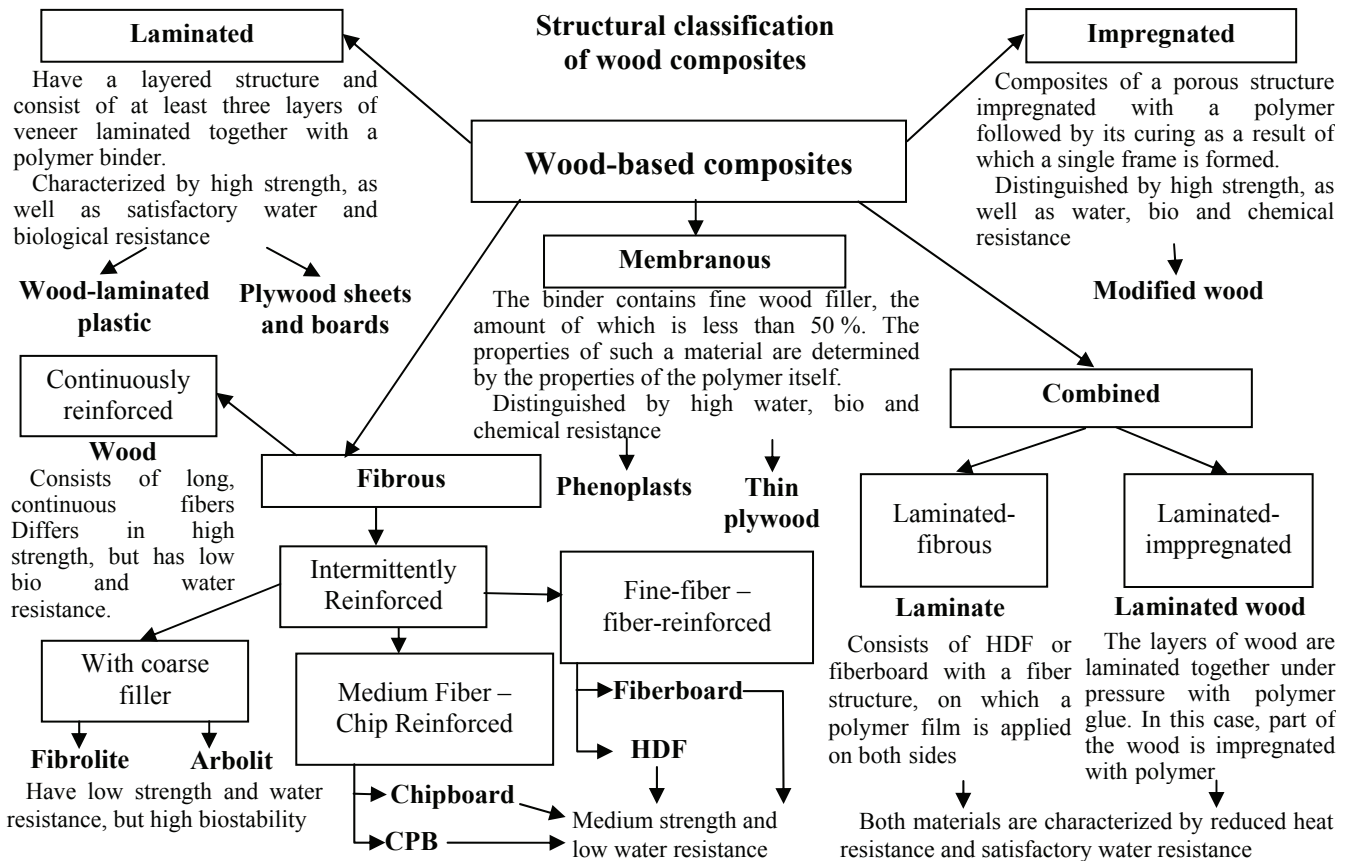 Structural classification
of wood composites
Laminated
Have a layered structure and
consist of at least three layers of
veneer laminated together with a
polymer binder.
Characterized by high strength, as
well as satisfactory water and
biological resistance
Wood-laminated
plastic
Plywood sheets
and boards
Impregnated
Composites of a porous structure
impregnated with a polymer
followed by its curing as a result of
which a single frame is formed.
Distinguished by high strength, as
well as water, bio and chemical
resistance
Modified wood
Wood-based composites
Membranous
The binder contains fine wood filler, the
amount of which is less than 50 %. The
properties of such a material are determined
by the properties of the polymer itself.
Distinguished by high water, bio and
chemical resistance
Phenoplasts
Thin
plywood
Continuously
reinforced
Wood
Consists of long,
continuous fibers
Differs in high
strength, but has low
bio and water
resistance.
Fibrous
Intermittently
Reinforced
With coarse
filler
Fibrolite
Arbolit
Have low strength and water
resistance, but high biostability
Medium Fiber –
Chip Reinforced
Chipboard
CPB
Fine-fiber –
fiber-reinforced
Fiberboard
HDF
Medium strength and
low water resistance
Combined
Laminated-
fibrous
Laminate
Consists of HDF or
fiberboard with a fiber
structure, on which a
polymer film is applied
on both sides
Laminated-
imppregnated
Laminated wood
The layers of wood are
laminated together under
pressure with polymer
glue. In this case, part of
the wood is impregnated
with polymer
Both materials are characterized by reduced heat
resistance and satisfactory water resistance